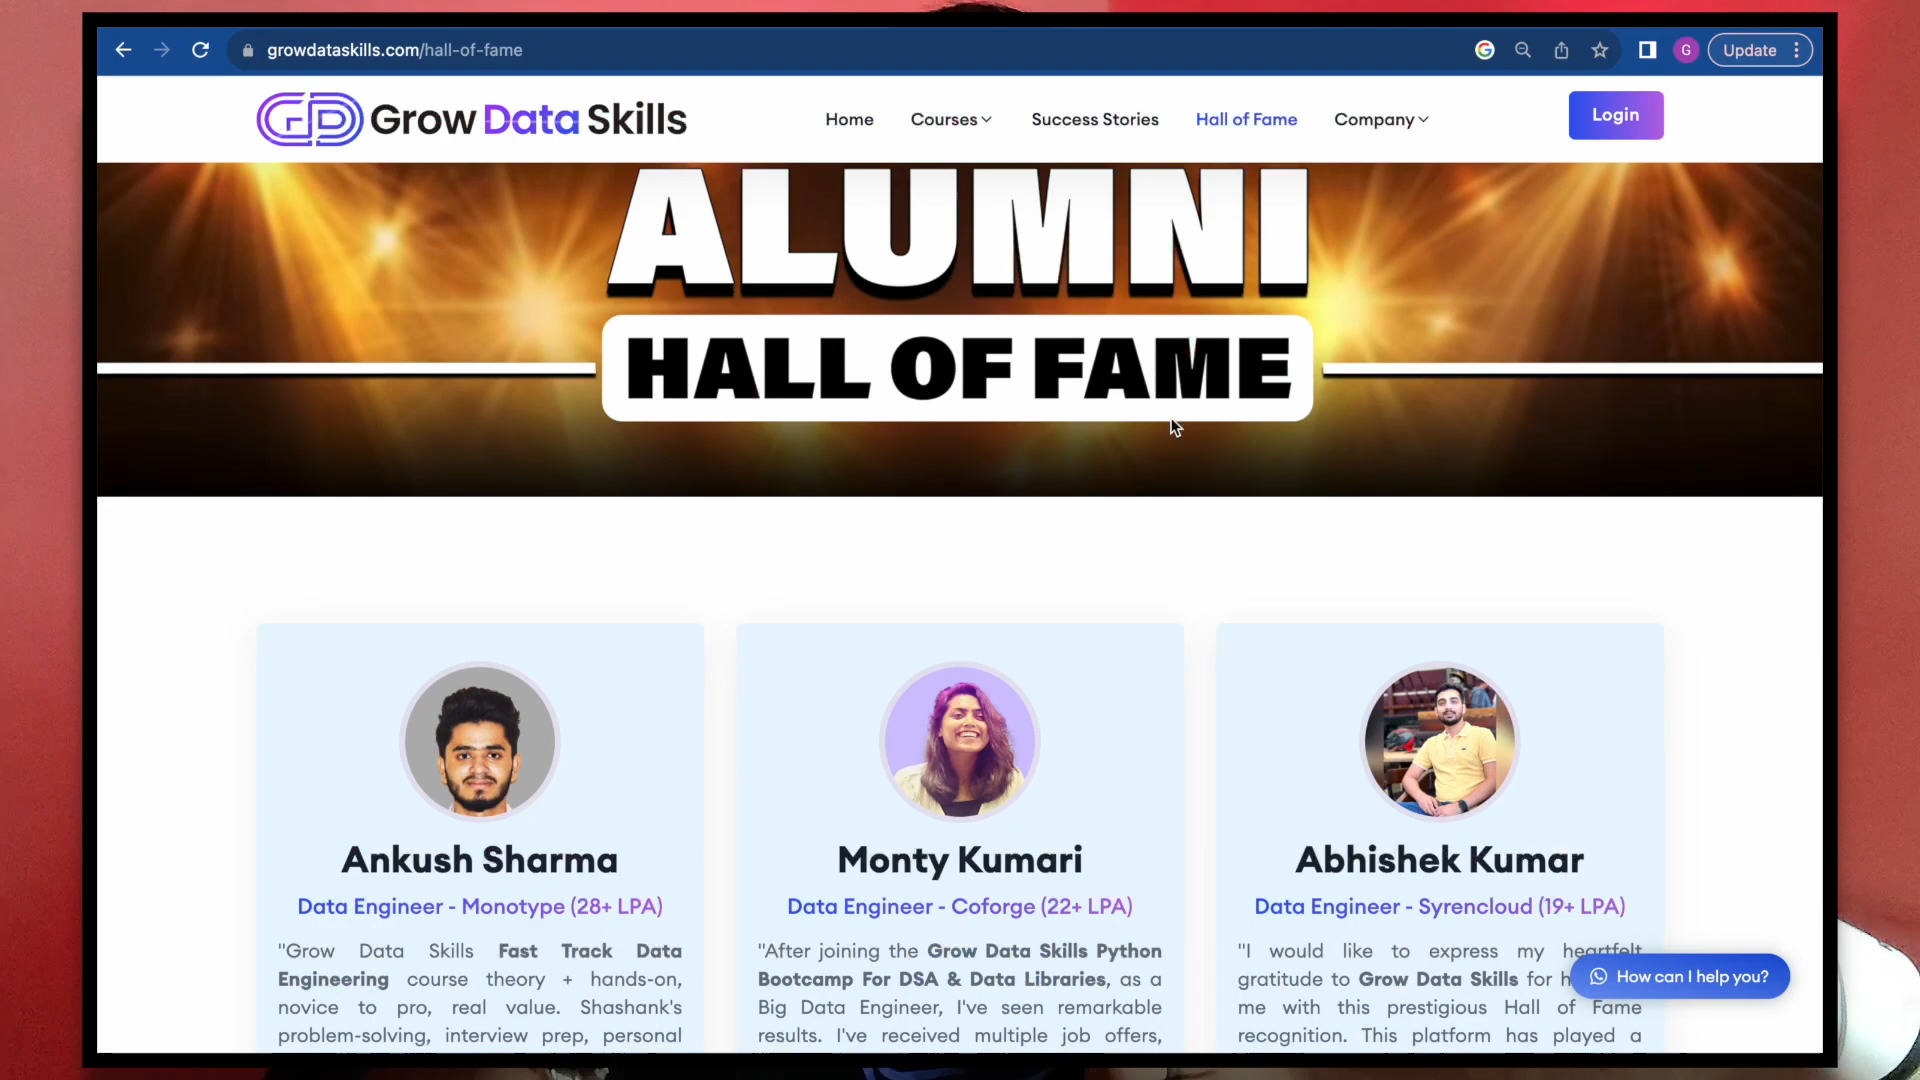 growdataskills.com/hall-of-fame
G
Update
Grow Data Skills
Home
Courses
Success Stories
Hall of Fame
Company
Login
ALUMNI
HALL OF FAME
Ankush Sharma
Data Engineer - Monotype (28+ LPA)
"Grow Data Skills Fast Track Data
Engineering course theory + hands-on,
novice to pro, real value. Shashank's
problem-solving, interview prep, personal
Monty Kumari
Data Engineer - Coforge (22+ LPA)
"After joining the Grow Data Skills Python
Bootcamp For DSA & Data Libraries, as a
Big Data Engineer, I've seen remarkable
results. I've received multiple job offers,
Abhishek Kumar
Data Engineer - Syrencloud (19+ LPA)
"I would like to express my heartfelt
gratitude to Grow Data Skills for
me with this prestigious Hall of Fame
recognition. This platform has played a
How can I help you?